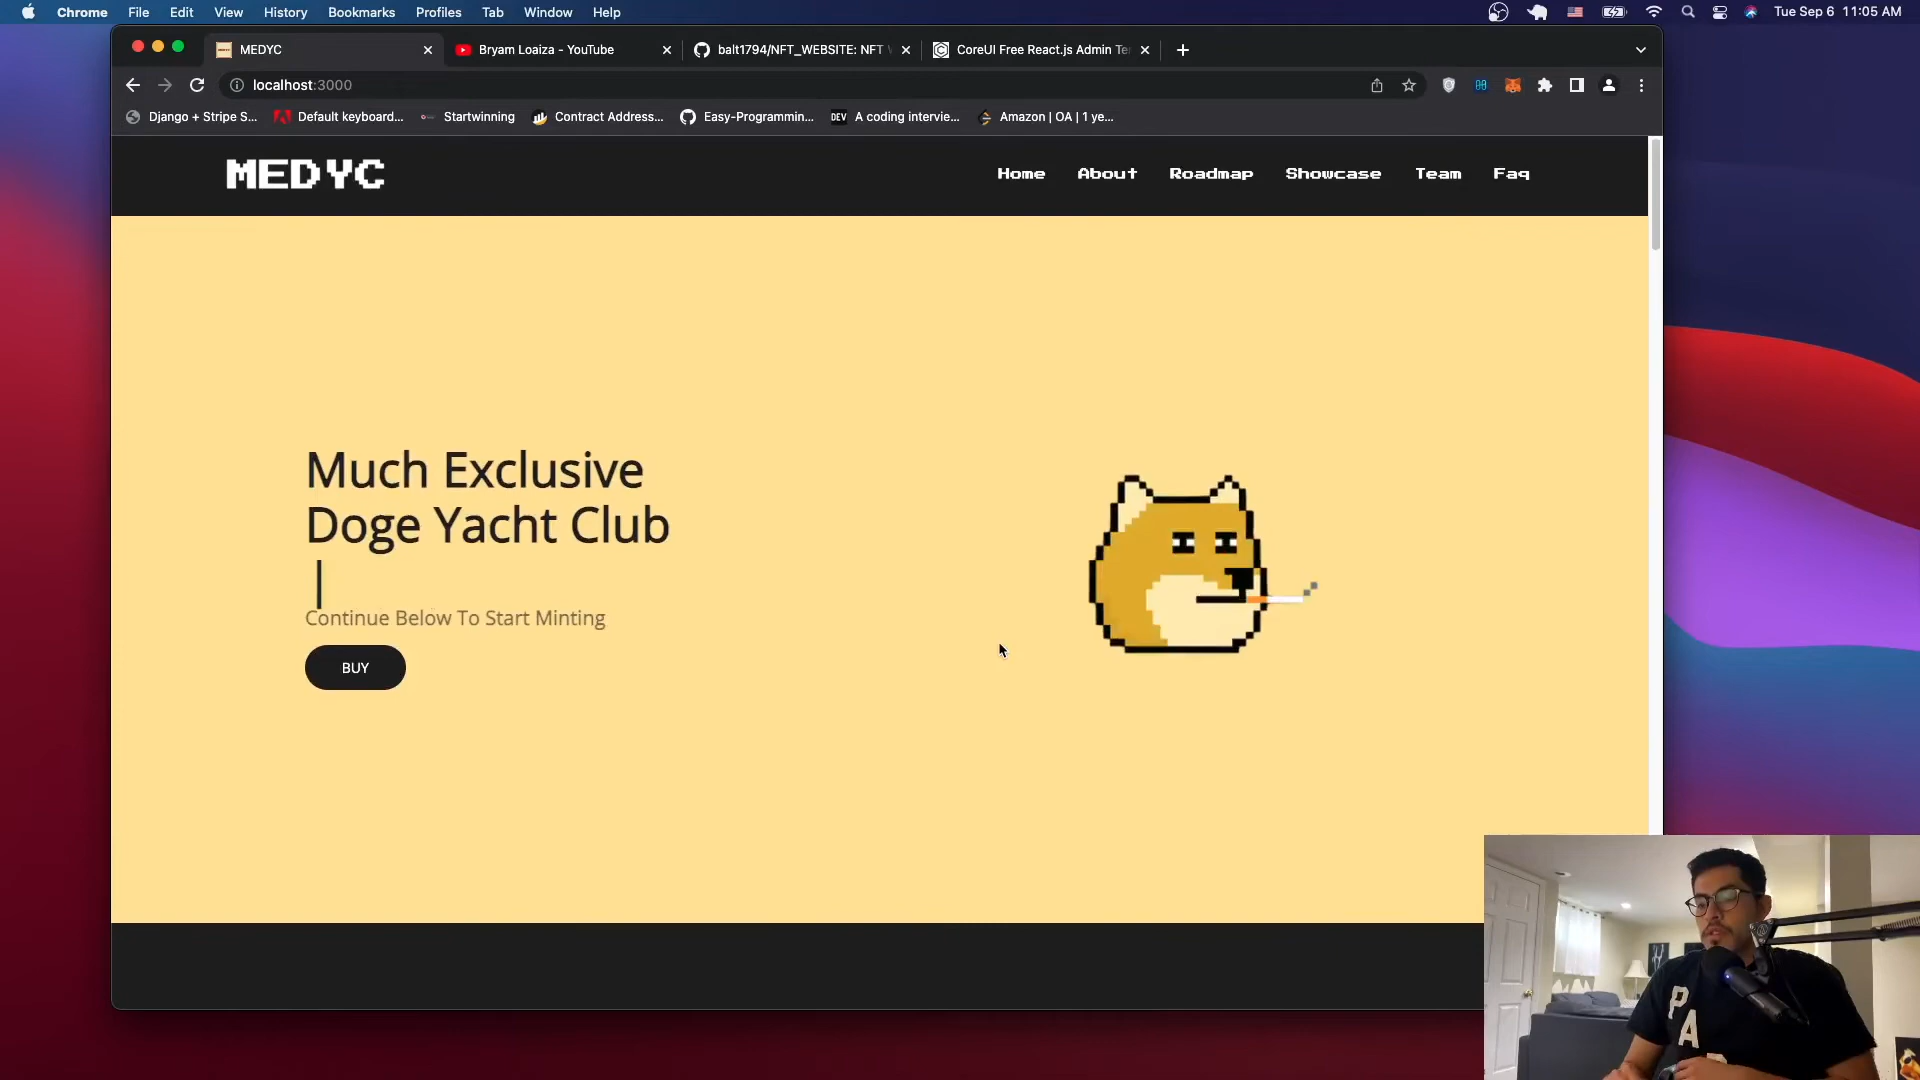 Chrome File Edit View History Bookmarks Profiles Tab Window Help Tue Sep 6 11:05 AM
MEDYC Bryam Loaiza - YouTube balt1794/NFT_WEBSITE: NFT CoreUI Free React.js Admin Te
localhost:3000
Django + Stripe S... Default keyboard... Startwinning Contract Address... Easy-Programmin... DEV A coding intervie... Amazon | OA | 1 ye...
MEDYC Home About Roadmap Showcase Team Faq
Much Exclusive
Doge Yacht Club
Continue Below To Start Minting
BUY
P
A